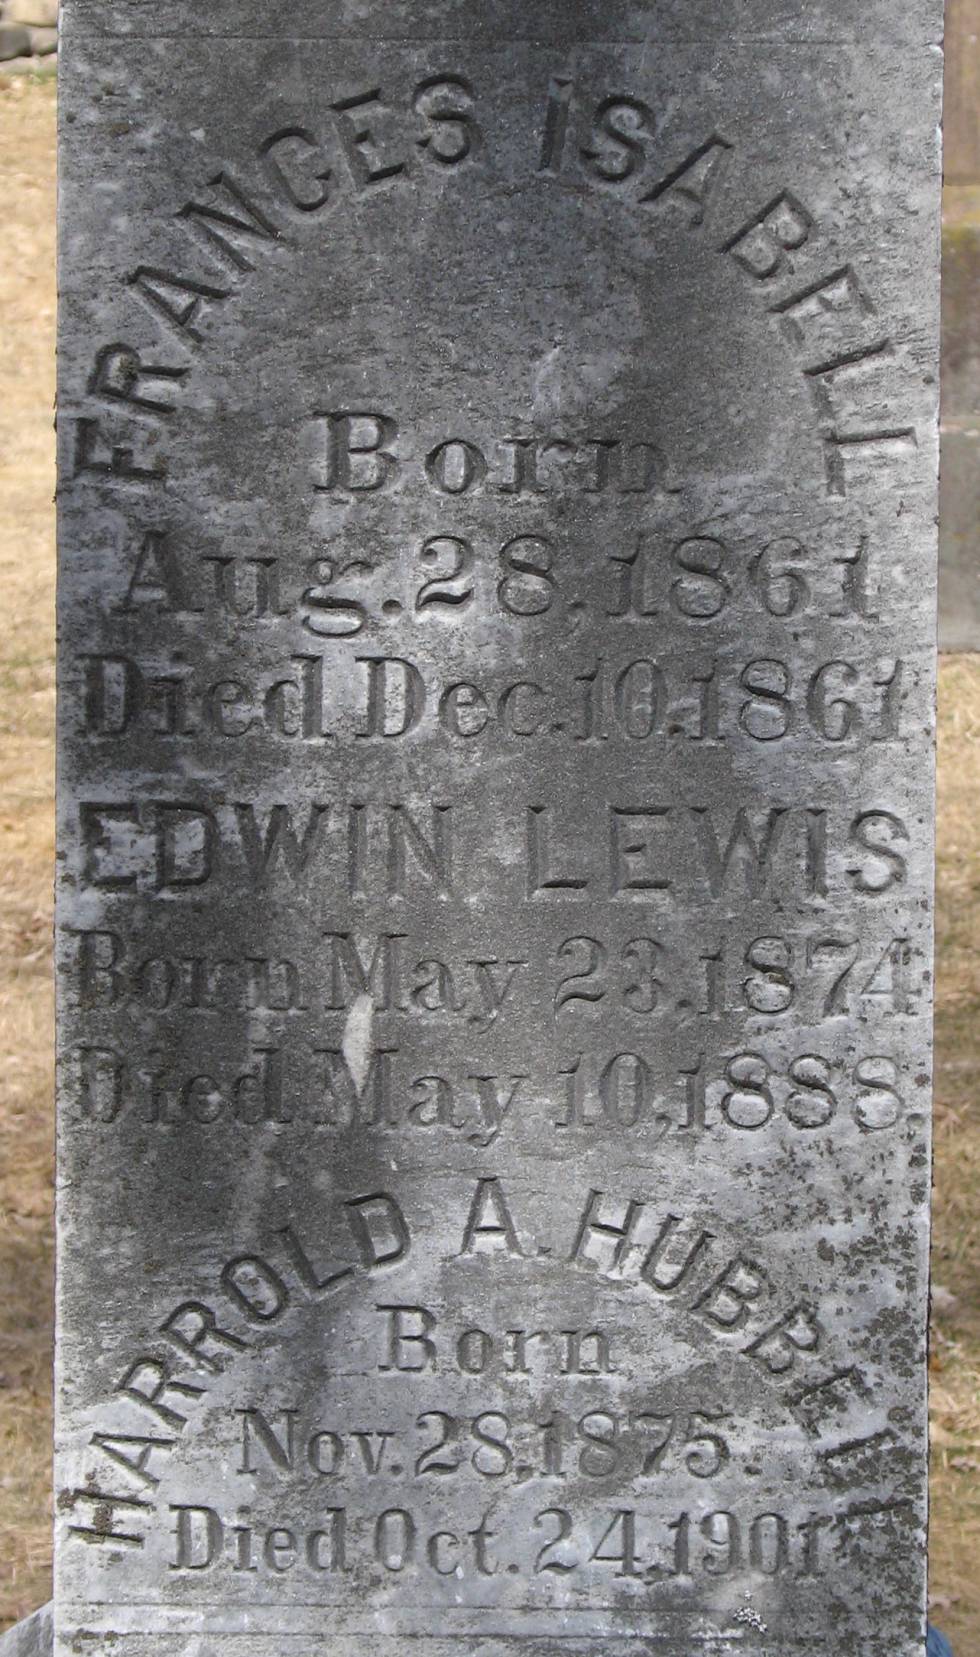 FRANCES ISABELL
Born
Aug. 28, 1861
Died Dec. 10, 1861
EDWIN LEWIS
Born May 23, 1874
Died May 10, 1888.
HARROLD A. HUBBELL
Born
Nov. 28, 1875.
Died Oct. 24, 1901